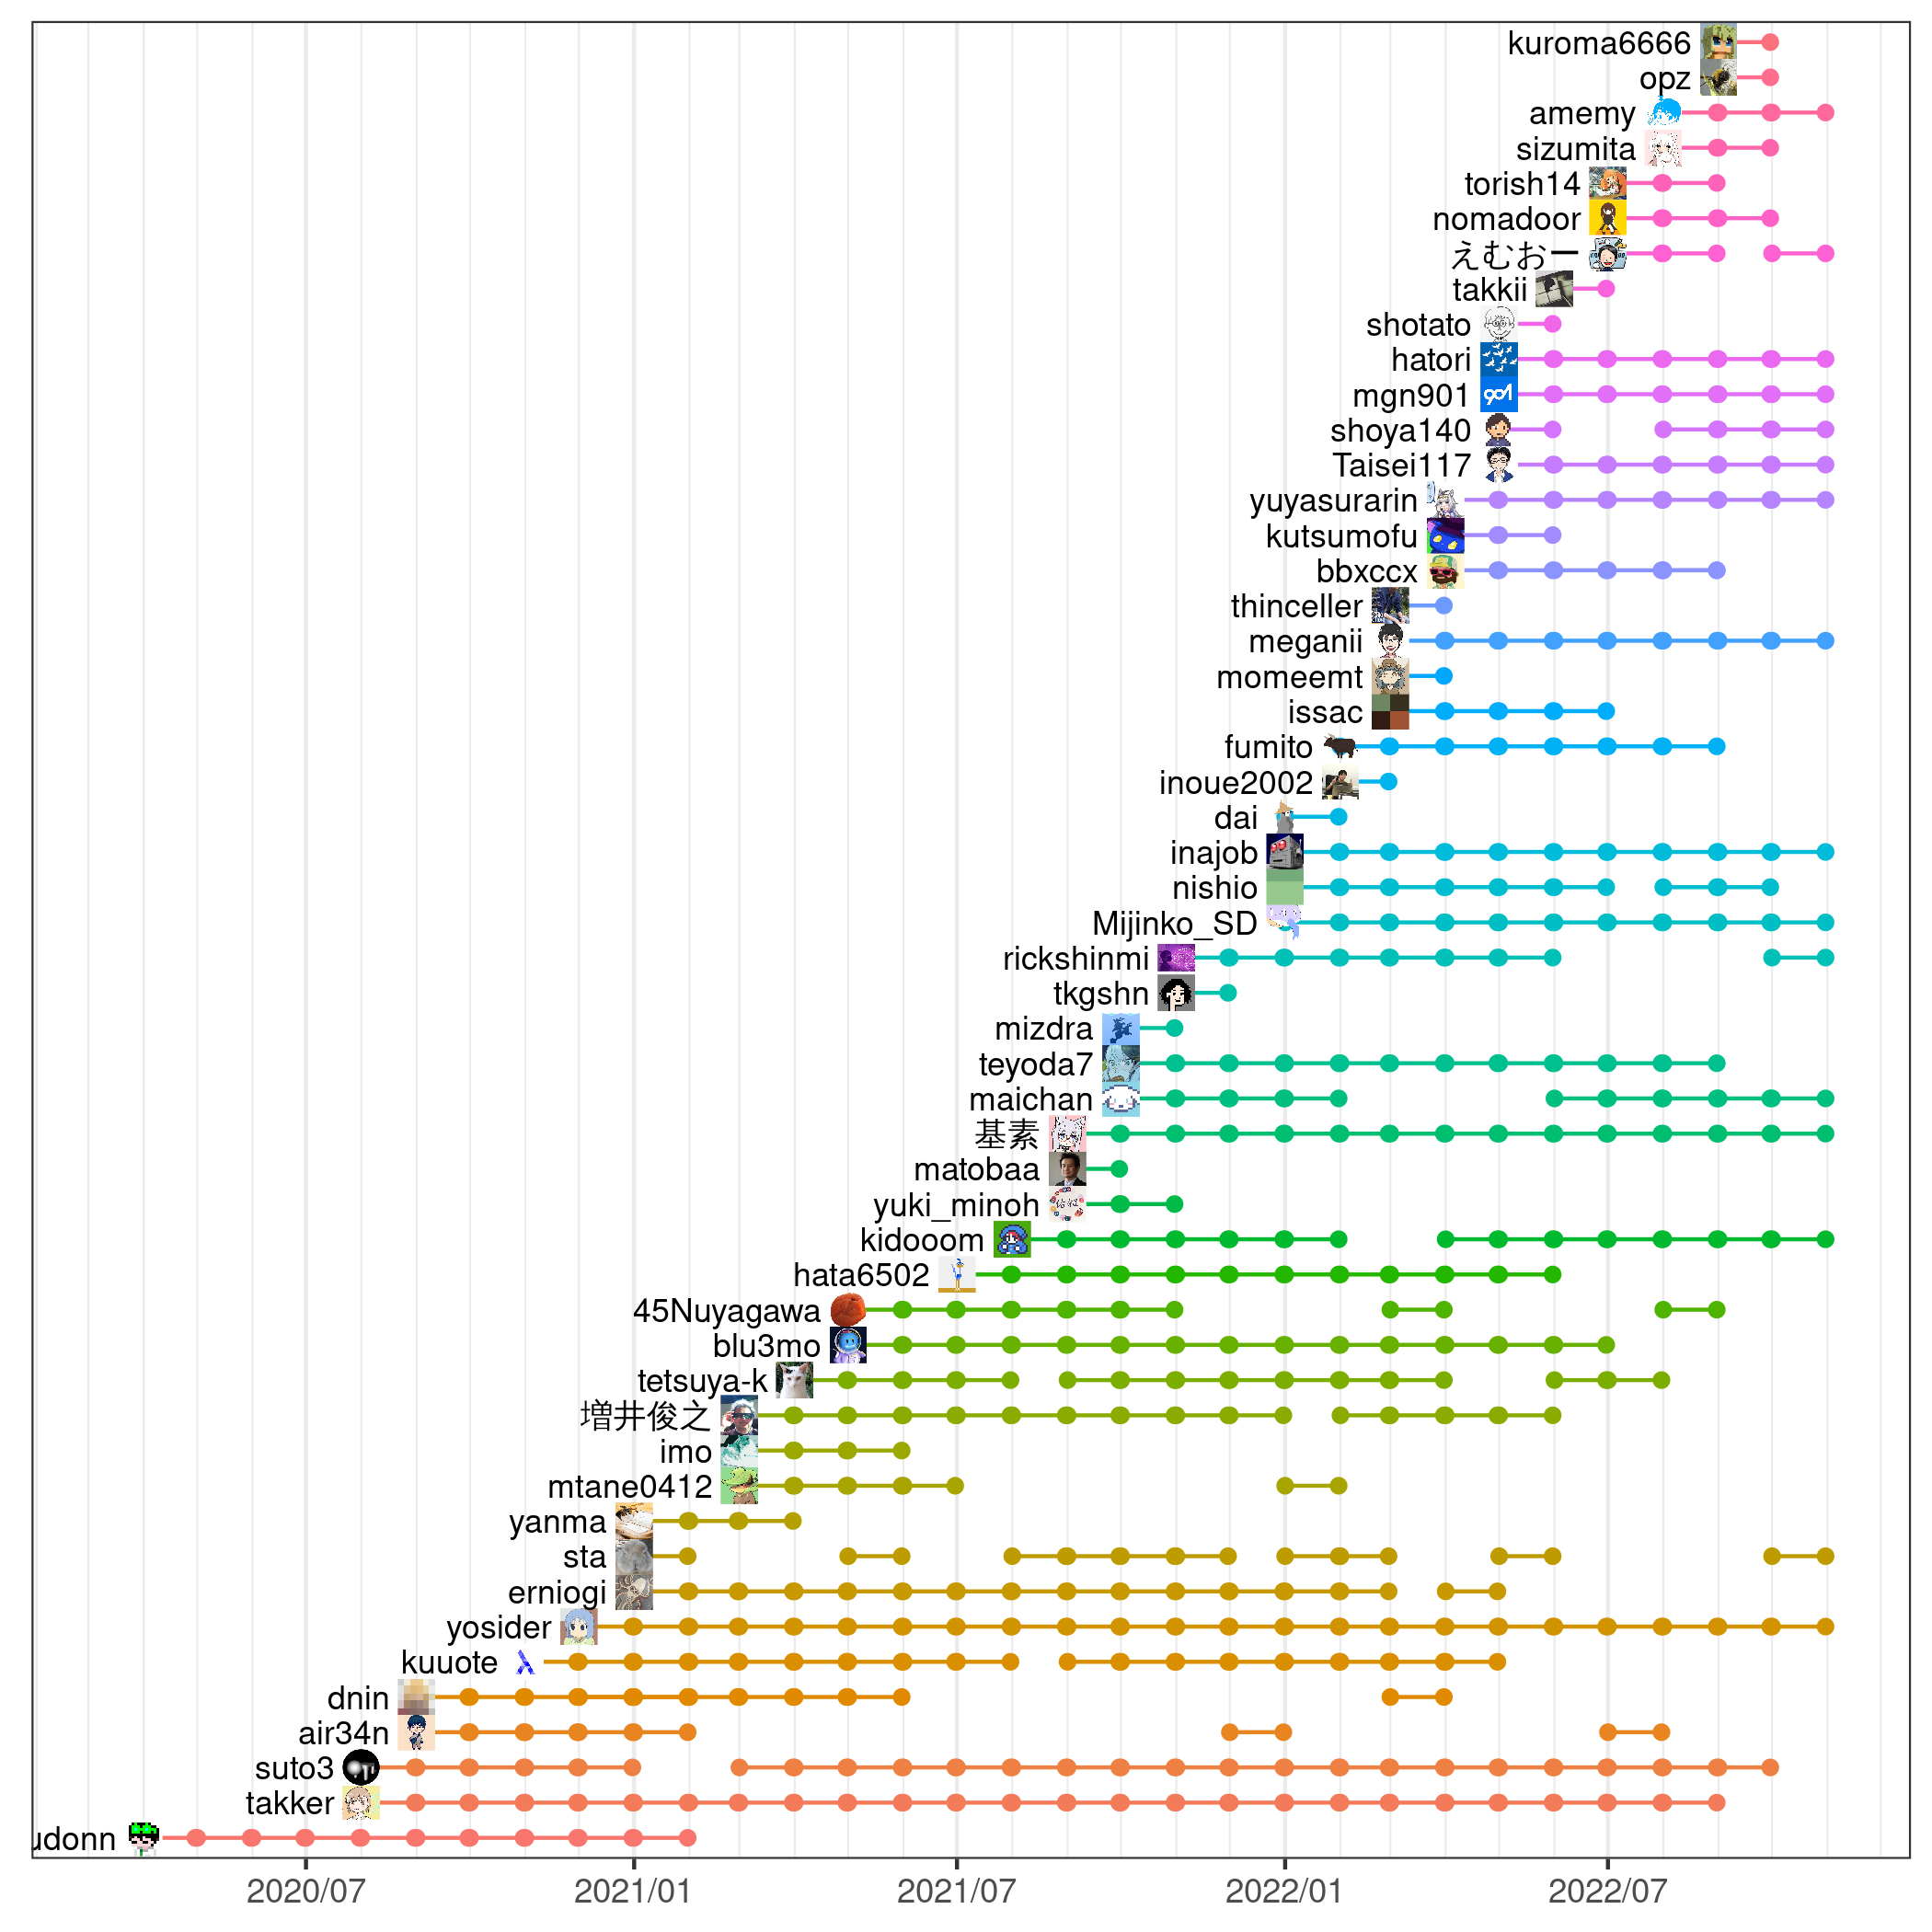 kuroma6666
opz
amemy
sizumita
torish14
nomadoor
えむおー
takkii
shotato
hatori
mgn901
shoya140
Taisei117
yuyasurarin
kutsumofu
bbxccx
thinceller
meganii
momeemt
issac
fumito
inoue2002
dai
inajob
nishio
Mijinko_SD
rickshinmi
tkgshn
mizdra
teyoda7
maichan
基素
matobaa
yuki_minoh
kidooom
hata6502
45Nuyagawa
blu3mo
tetsuya-k
増井俊之
imo
mtane0412
yanma
sta
erniogi
yosider
kuuote
dnin
air34n
suto3
takker
udonn
2020/07 2021/01 2021/07 2022/01 2022/07